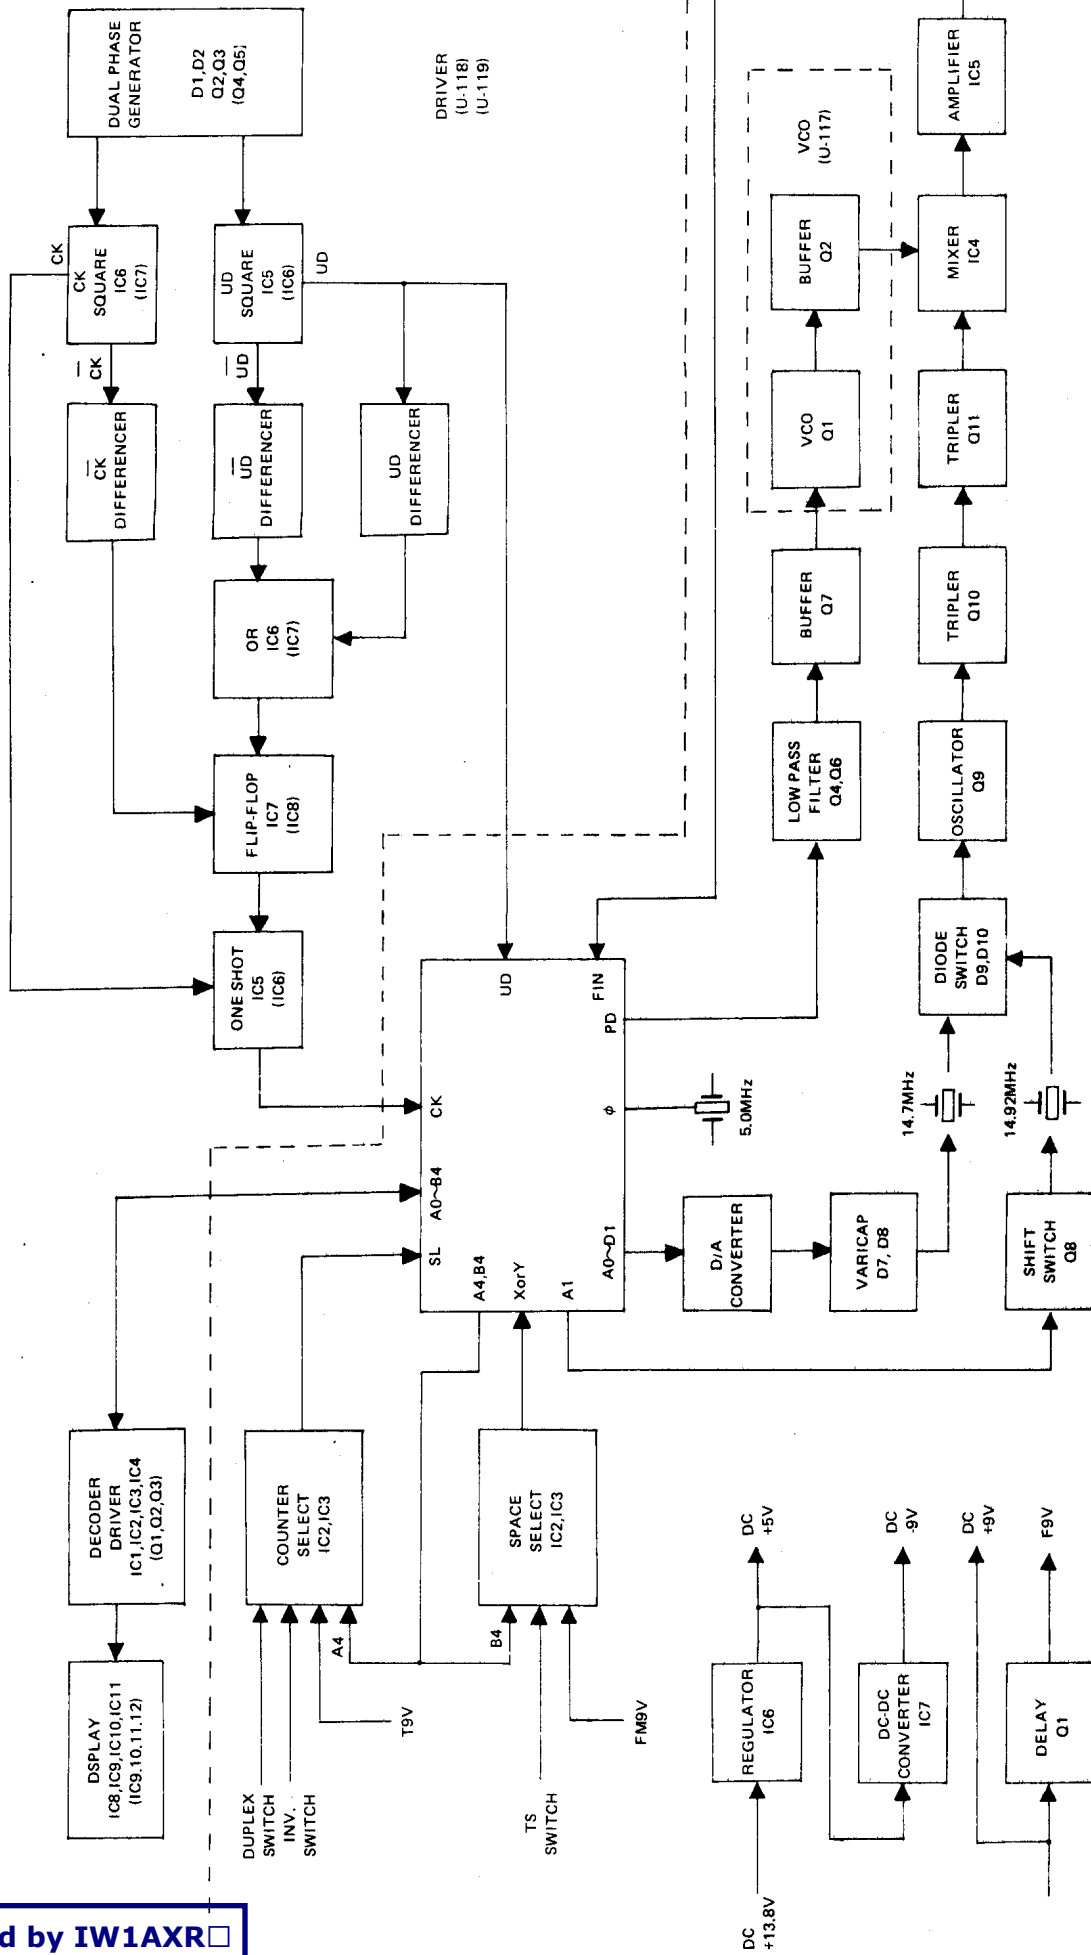 DUAL PHASE
GENERATOR
D1,D2
Q2,Q3
(Q4,Q5)
DRIVER
(U-118)
(U-119)
CK
CK
SQUARE
IC6
(IC7)
UD
SQUARE
IC5
(IC6)
UD
CK
UD
CK
DIFFERENCER
UD
DIFFERENCER
UD
DIFFERENCER
OR
IC6
(IC7)
FLIP-FLOP
IC7
(IC8)
ONE SHOT
IC5
(IC6)
AMPLIFIER
IC5
VCO
(U-117)
BUFFER
Q2
MIXER
IC4
VCO
Q1
TRIPLER
Q11
BUFFER
Q7
TRIPLER
Q10
LOW PASS
FILTER
Q4,Q6
OSCILLATOR
Q9
DIODE
SWITCH
D9,D10
UD
FIN
PD
CK
φ
A0~B4
SL
A4,B4
XorY
A1
A0~D1
5.0MHz
14.7MHz
14.92MHz
D/A
CONVERTER
VARICAP
D7, D8
SHIFT
SWITCH
Q8
DECODER
DRIVER
IC1,IC2,IC3,IC4
(Q1,Q2,Q3)
DSPLAY
IC8,IC9,IC10,IC11
(IC9.10.11.12)
COUNTER
SELECT
IC2,IC3
SPACE
SELECT
IC2,IC3
A4
B4
DUPLEX
SWITCH
INV.
SWITCH
T9V
TS
SWITCH
FM9V
DC
+5V
DC
-9V
DC
+9V
F9V
REGULATOR
IC6
DC-DC
CONVERTER
IC7
DELAY
Q1
DC
+13.8V
d by IW1AXR□